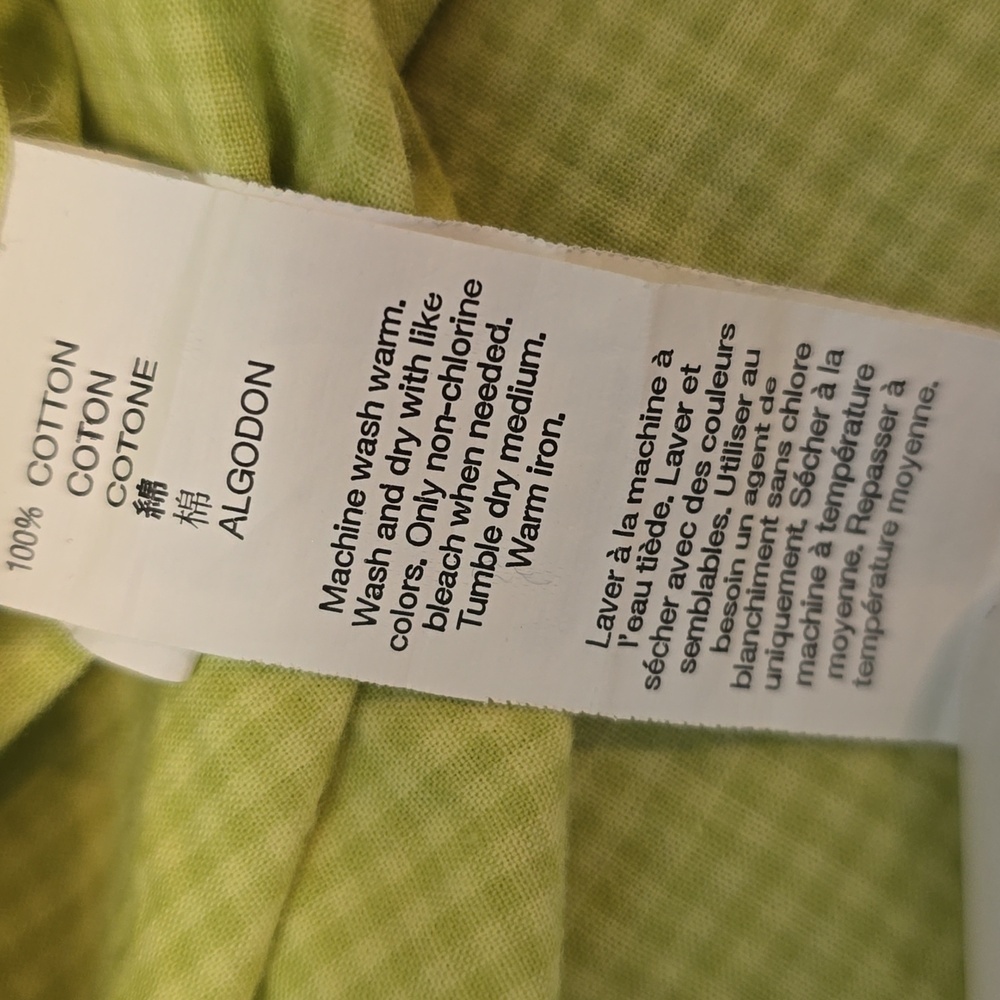 100% COTTON
COTON
COTONE
綿
棉
ALGODON
Machine wash warm.
Wash and dry with like
colors. Only non-chlorine
bleach when needed.
Tumble dry medium.
Warm iron.
Laver à la machine à
l'eau tiède. Laver et
sécher avec des couleurs
semblables. Utiliser au
besoin un agent de
blanchiment sans chlore
uniquement. Sécher à la
machine à température
moyenne. Repasser à
température moyenne.